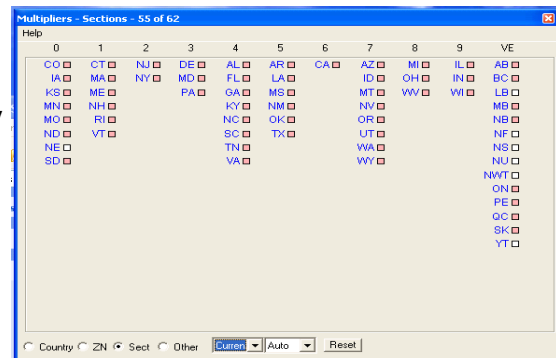 Multipliers - Sections - 55 of 62
Help
0 1 2 3 4 5 6 7 8 9 VE
CO CT NJ DE AL AR CA AZ MI IL AB
IA MA NY MD FL LA ID OH IN BC
KS ME PA GA MS MT WV WI LB
MN NH KY NM NV MB
MO RI NC OK OR NB
ND VT SC TX UT NF
NE TN WA NS
SD VA WY NU
NWT
ON
PE
QC
SK
YT
Country ZN Sect Other Curren Auto Reset